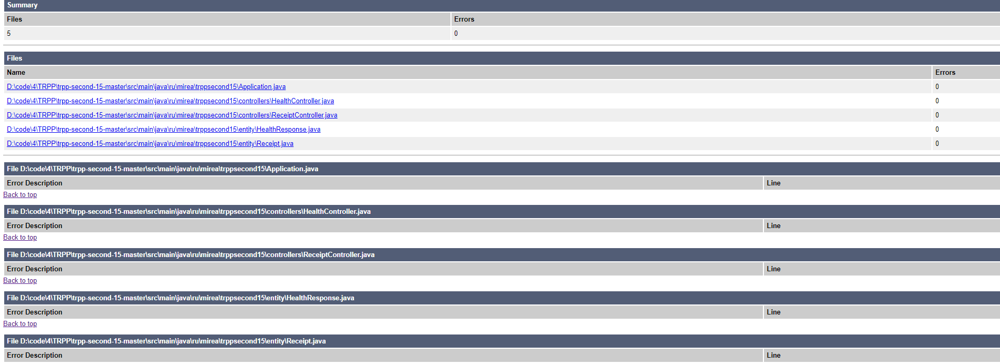 Summary
Files Errors
5 0
Files
Name Errors
D:\code\4\TRPP\trpp-second-15-master\src\main\java\ru\mirea\trppsecond15\Application.java 0
D:\code\4\TRPP\trpp-second-15-master\src\main\java\ru\mirea\trppsecond15\controllers\HealthController.java 0
D:\code\4\TRPP\trpp-second-15-master\src\main\java\ru\mirea\trppsecond15\controllers\ReceiptController.java 0
D:\code\4\TRPP\trpp-second-15-master\src\main\java\ru\mirea\trppsecond15\entity\HealthResponse.java 0
D:\code\4\TRPP\trpp-second-15-master\src\main\java\ru\mirea\trppsecond15\entity\Receipt.java 0
File D:\code\4\TRPP\trpp-second-15-master\src\main\java\ru\mirea\trppsecond15\Application.java
Error Description Line
Back to top
File D:\code\4\TRPP\trpp-second-15-master\src\main\java\ru\mirea\trppsecond15\controllers\HealthController.java
Error Description Line
Back to top
File D:\code\4\TRPP\trpp-second-15-master\src\main\java\ru\mirea\trppsecond15\controllers\ReceiptController.java
Error Description Line
Back to top
File D:\code\4\TRPP\trpp-second-15-master\src\main\java\ru\mirea\trppsecond15\entity\HealthResponse.java
Error Description Line
Back to top
File D:\code\4\TRPP\trpp-second-15-master\src\main\java\ru\mirea\trppsecond15\entity\Receipt.java
Error Description Line